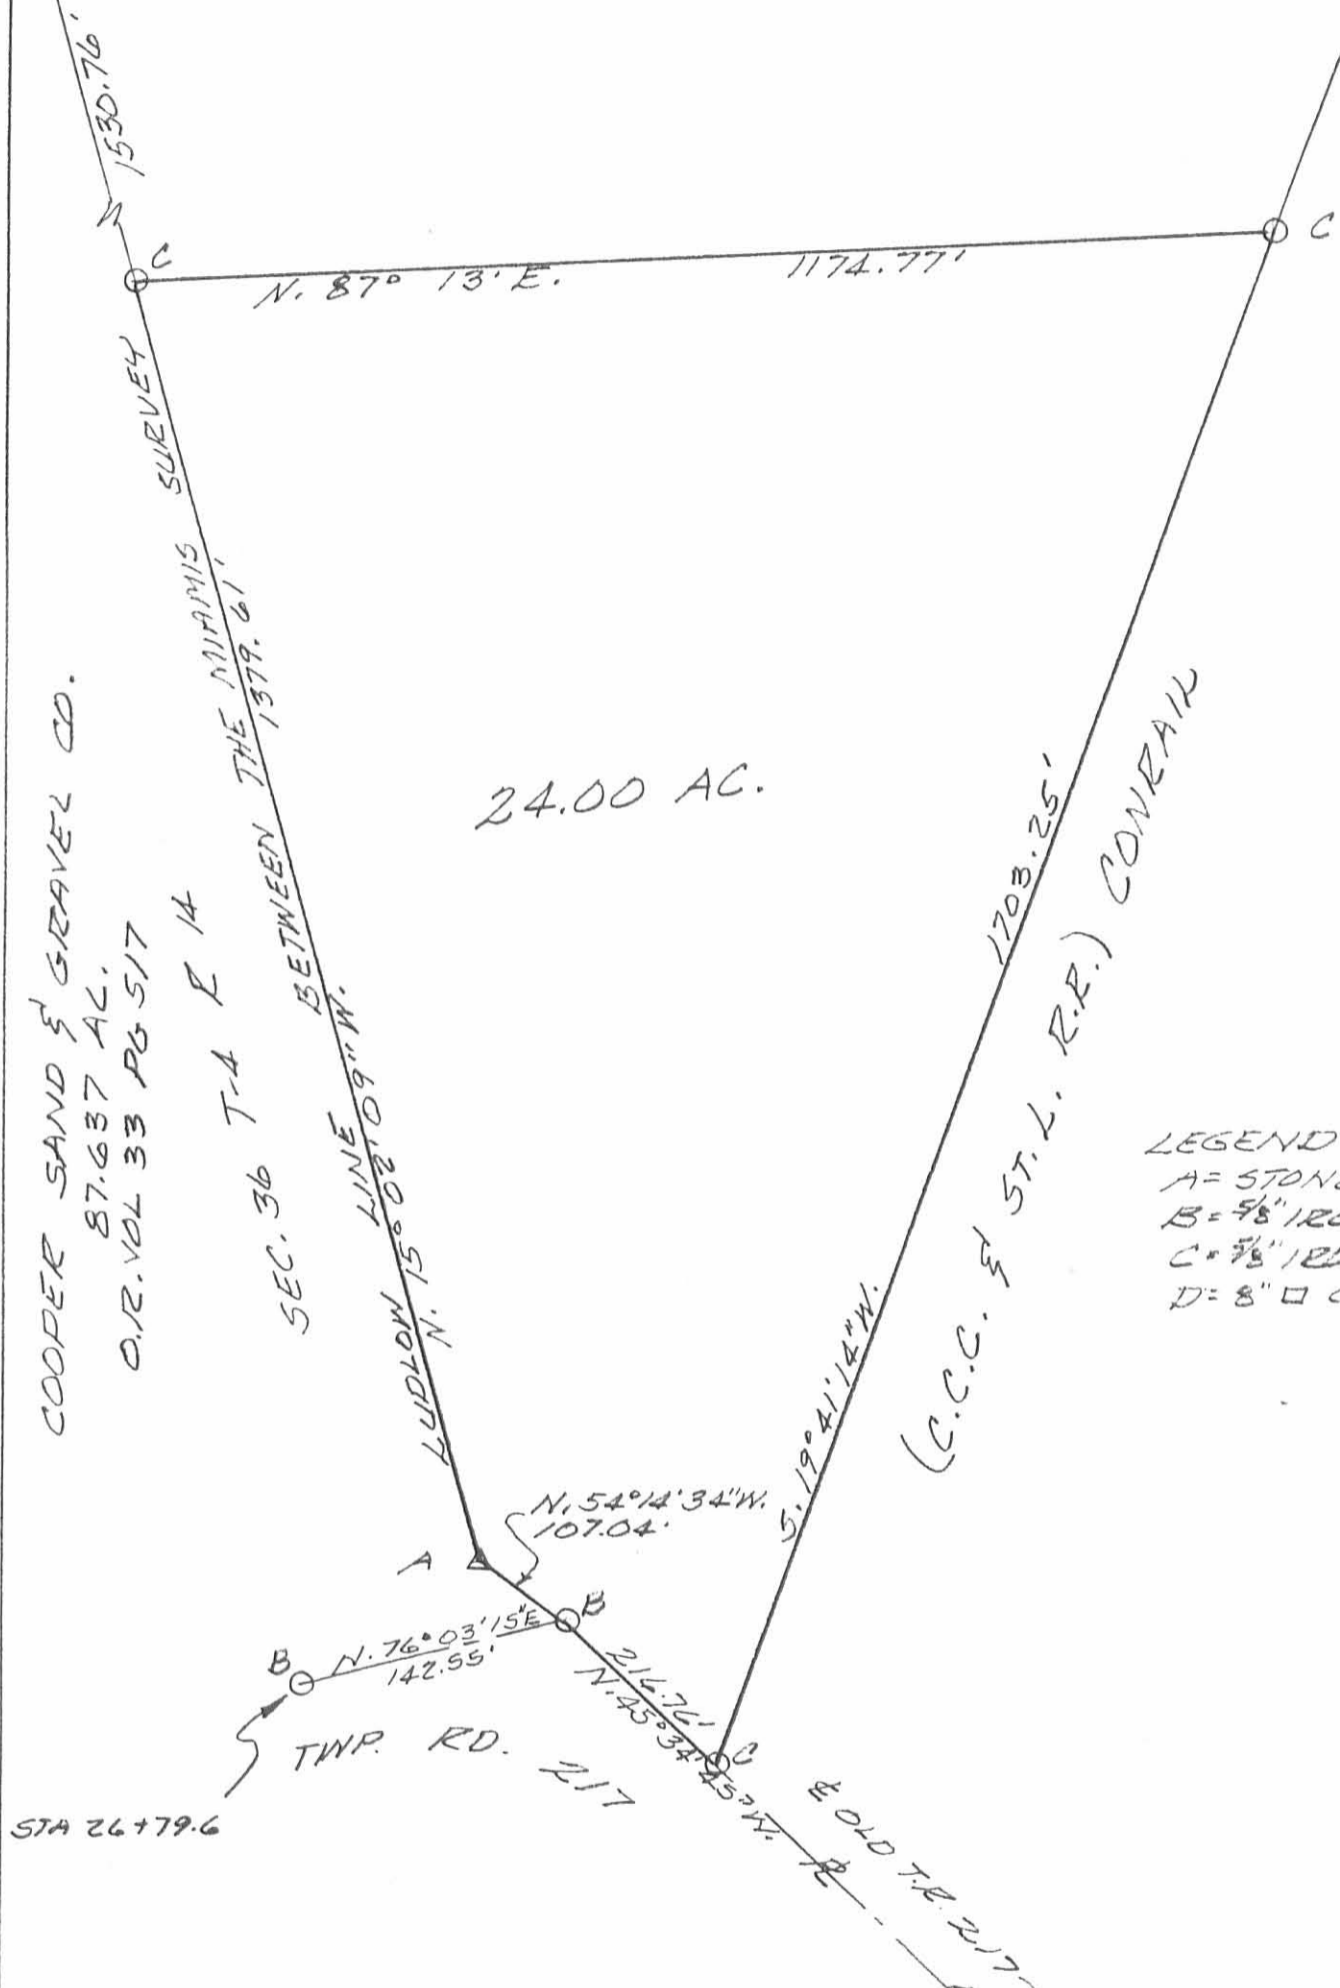 1530.76'
C
C
N. 87° 13' E.
1174.77'
LUDLOW LINE BETWEEN THE MIAMIS SURVEY
N. 15° 02' 09" W. 1379.61'
24.00 AC.
COOPER SAND & GRAVEL CO.
87.637 AC.
O.R. VOL 33 PG 517
SEC. 36 T-4 R 14
1703.25'
S. 19° 41' 14" W.
(C.C.C. & ST. L. R.R.) CONRAIL
LEGEND
A = STON
B = 5/8" IR
C = 5/8" IR
D = 8" □ C
N. 54° 14' 34" W.
107.04'
A
B
B
N. 76° 03' 15" E
142.55'
216.76'
N. 45° 34' 45" W.
C
TWP. RD. 217
STA 26+79.6
℄ OLD T.R. 217